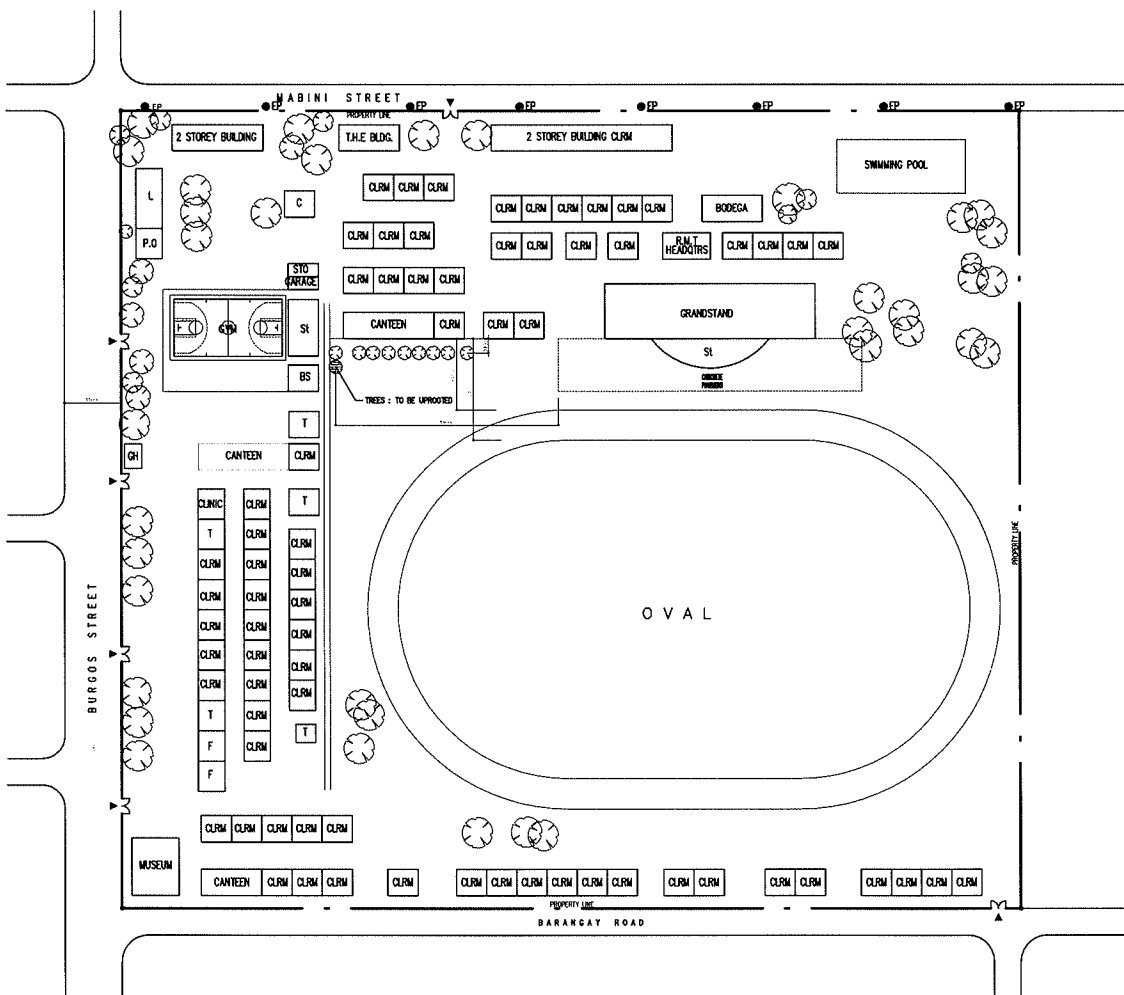 MABINI STREET
EP EP EP EP EP EP EP EP
PROPERTY LINE
2 STOREY BUILDING T.H.E BLDG. 2 STOREY BUILDING CLRM
SWIMMING POOL
L C CLRM CLRM CLRM
CLRM CLRM CLRM CLRM CLRM CLRM BODEGA
P.O CLRM CLRM CLRM
CLRM CLRM CLRM CLRM R.M.T HEADQTRS CLRM CLRM CLRM CLRM
STO
GARAGE CLRM CLRM CLRM CLRM
GRANDSTAND
GYM St CANTEEN CLRM CLRM CLRM
St
BS
CONCRETE
TREES : TO BE UPROOTED
T
GH CANTEEN CLRM
CLINIC CLRM T
T CLRM CLRM
CLRM CLRM CLRM
CLRM CLRM CLRM
CLRM CLRM CLRM
CLRM CLRM CLRM
CLRM CLRM CLRM
T CLRM T
F CLRM
F
OVAL
PROPERTY LINE
BURGOS STREET
CLRM CLRM CLRM CLRM CLRM
MUSEUM
CANTEEN CLRM CLRM CLRM CLRM CLRM CLRM CLRM CLRM CLRM CLRM CLRM CLRM CLRM CLRM CLRM CLRM CLRM CLRM
PROPERTY LINE
BARANGAY ROAD